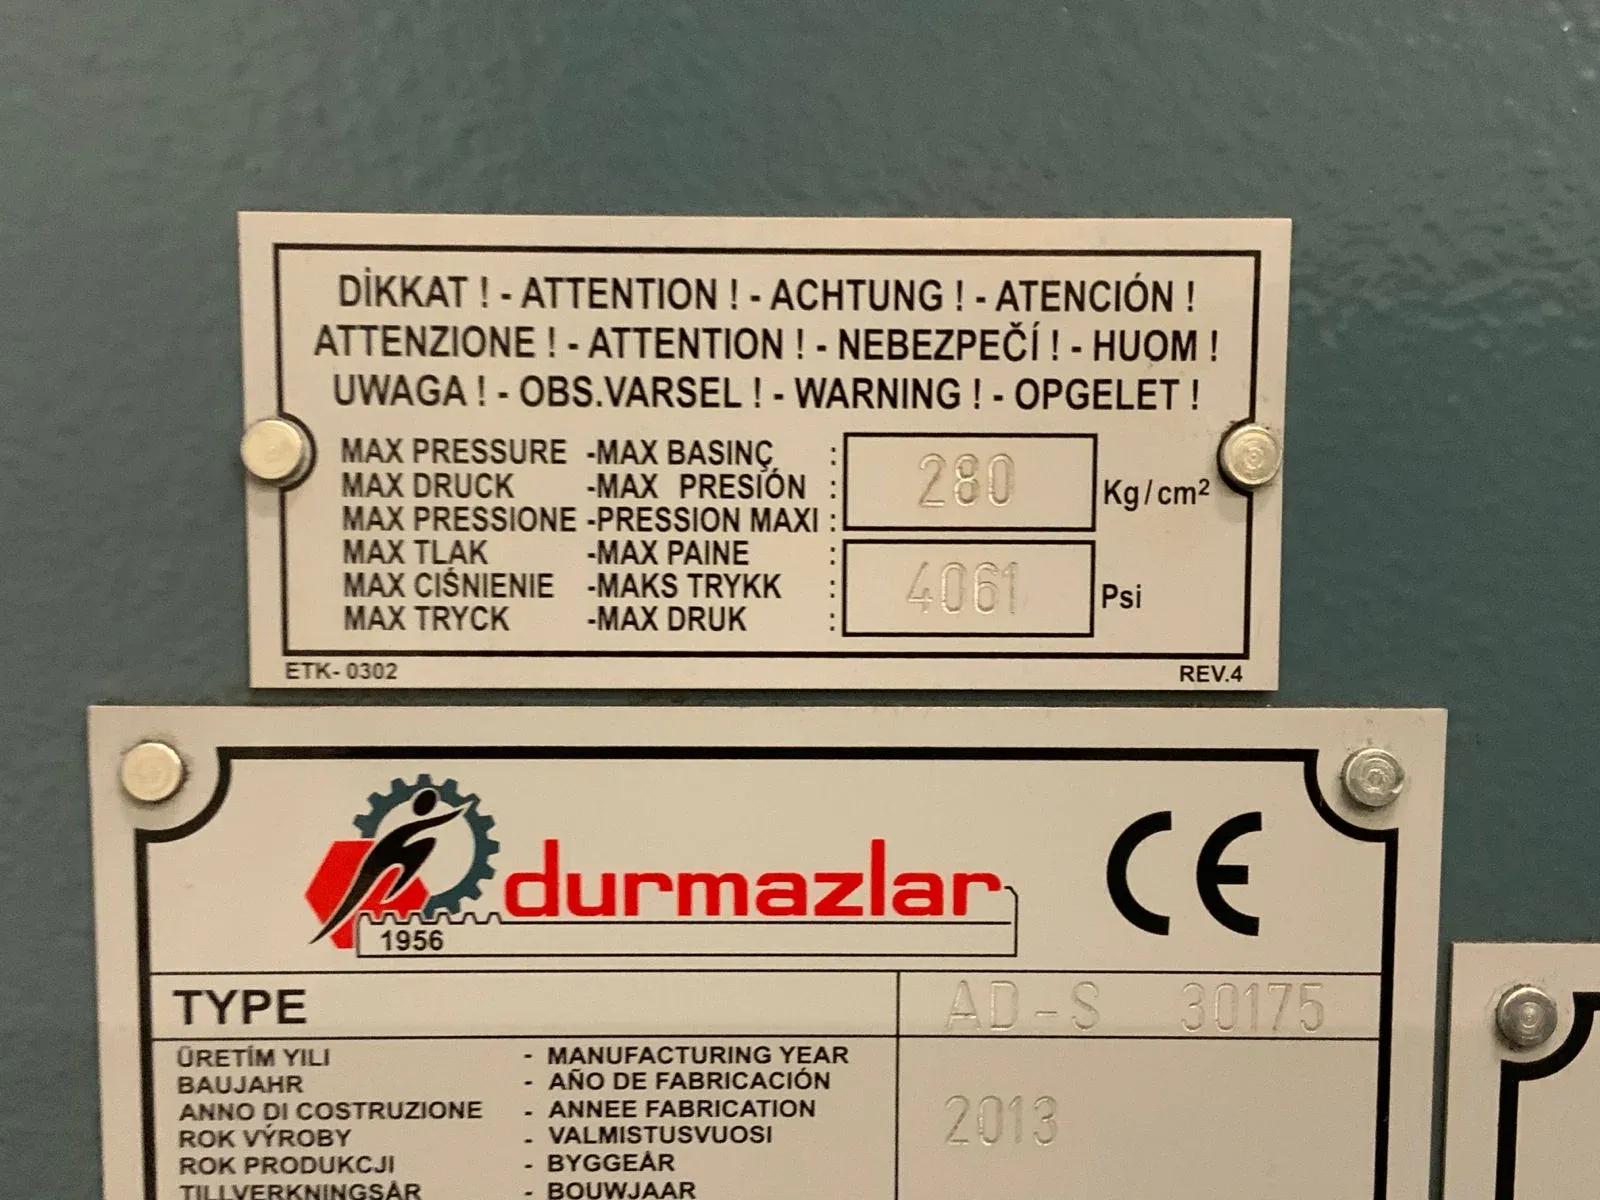 DİKKAT ! - ATTENTION ! - ACHTUNG ! - ATENCIÓN !
ATTENZIONE ! - ATTENTION ! - NEBEZPEČÍ ! - HUOM !
UWAGA ! - OBS.VARSEL ! - WARNING ! - OPGELET !
MAX PRESSURE -MAX BASINÇ :
MAX DRUCK -MAX PRESIÓN :
MAX PRESSIONE -PRESSION MAXI :
280 Kg/cm²
MAX TLAK -MAX PAINE :
MAX CIŚNIENIE -MAKS TRYKK :
MAX TRYCK -MAX DRUK :
4061 Psi
ETK- 0302 REV.4
durmazlar CE
1956
TYPE AD-S 30175
ÜRETİM YILI - MANUFACTURING YEAR
BAUJAHR - AÑO DE FABRICACIÓN
ANNO DI COSTRUZIONE - ANNEE FABRICATION
ROK VÝROBY - VALMISTUSVUOSI
2013
ROK PRODUKCJI - BYGGEÅR
TILLVERKNINGSÅR - BOUWJAAR